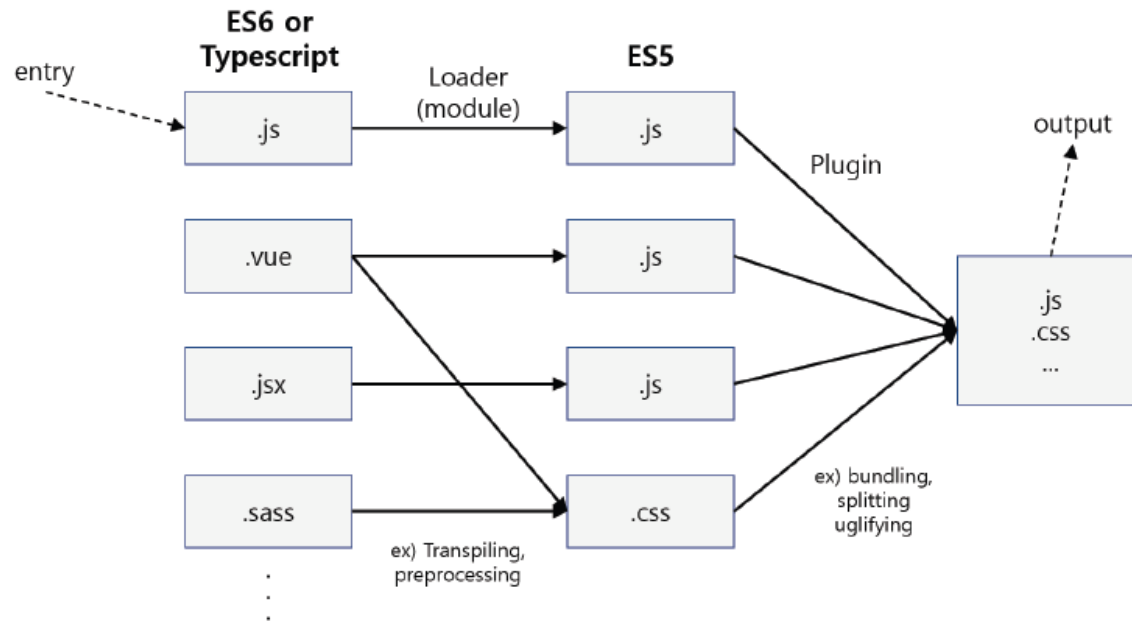 ES6 or
Typescript
ES5
entry
Loader
(module)
.js
.js
output
Plugin
.vue
.js
.js
.css
...
.jsx
.js
.sass
.css
ex) bundling,
splitting
uglifying
ex) Transpiling,
preprocessing